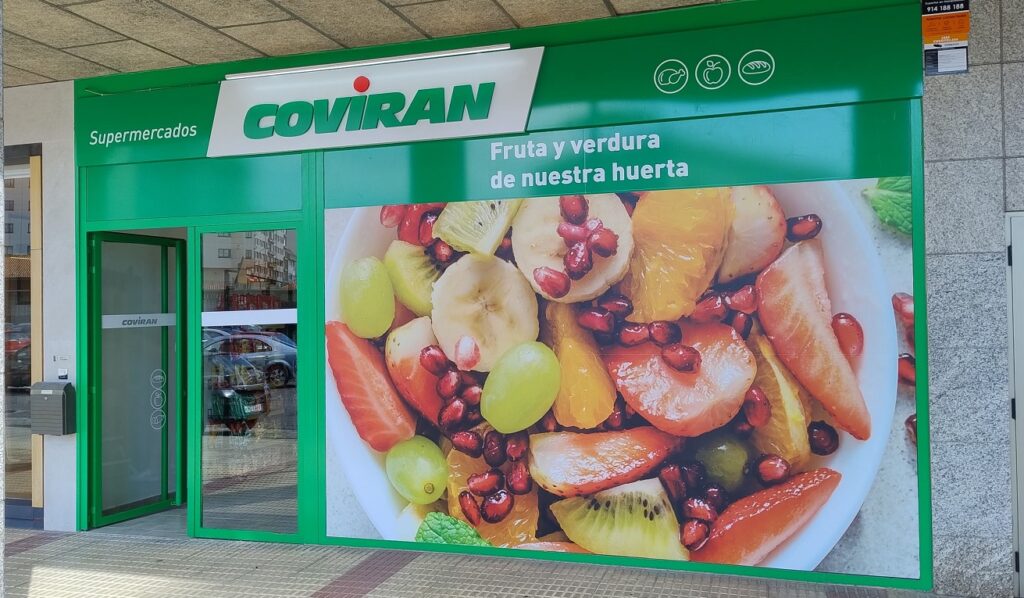 914 188 188
Supermercados
COVIRAN
Fruta y verdura
de nuestra huerta
COVIRAN